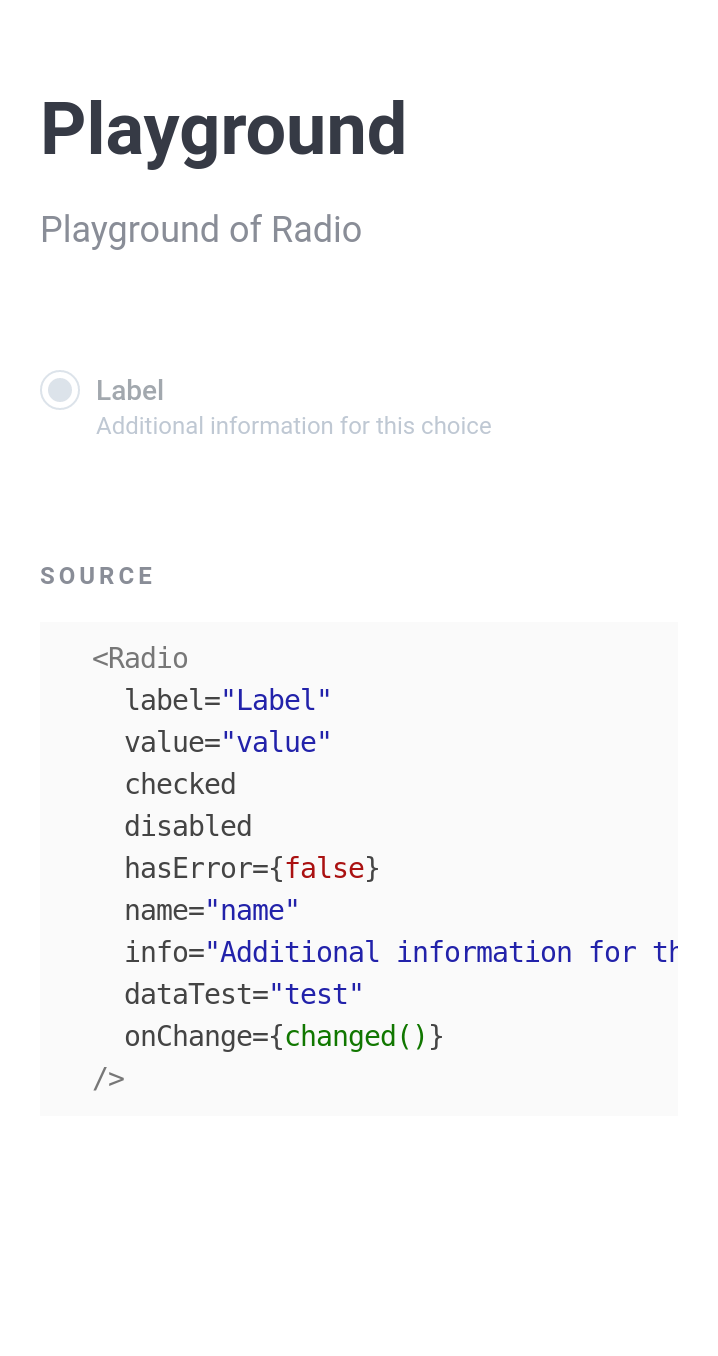 Playground
Playground of Radio
Label
Additional information for this choice
SOURCE
<Radio
  label="Label"
  value="value"
  checked
  disabled
  hasError={false}
  name="name"
  info="Additional information for th
  dataTest="test"
  onChange={changed()}
/>